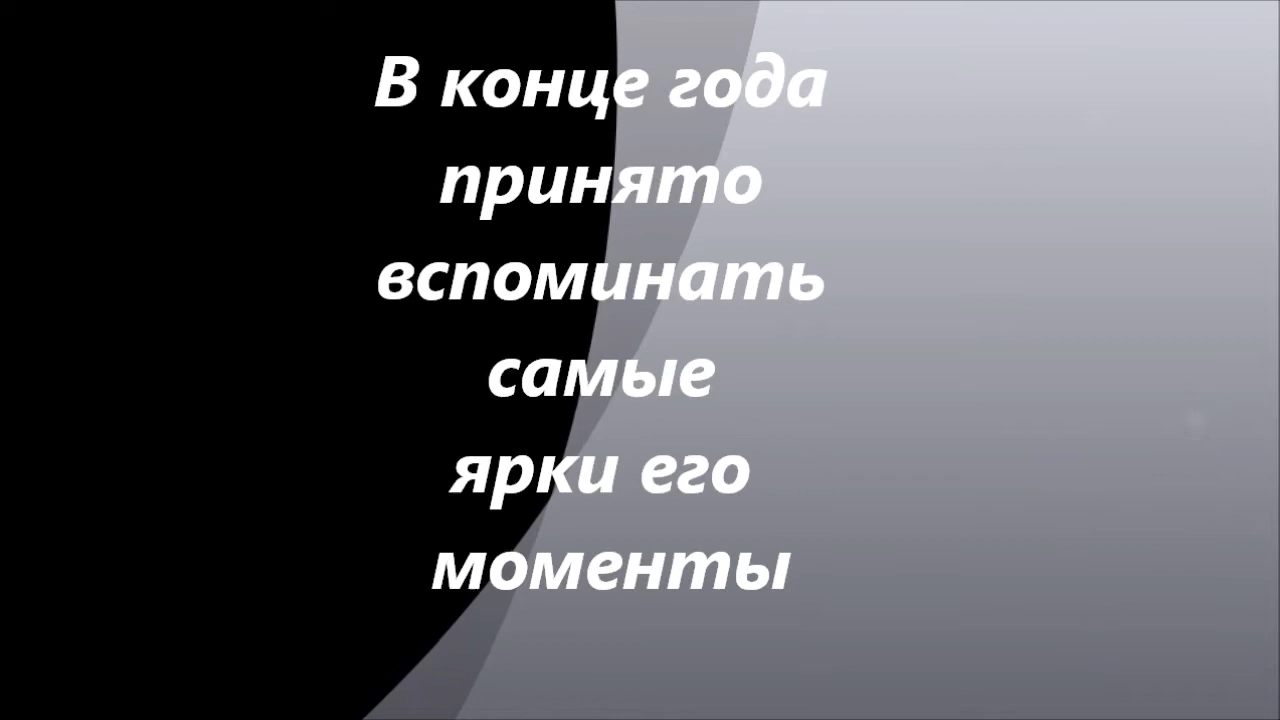 В конце года
принято
вспоминать
самые
ярки его
моменты